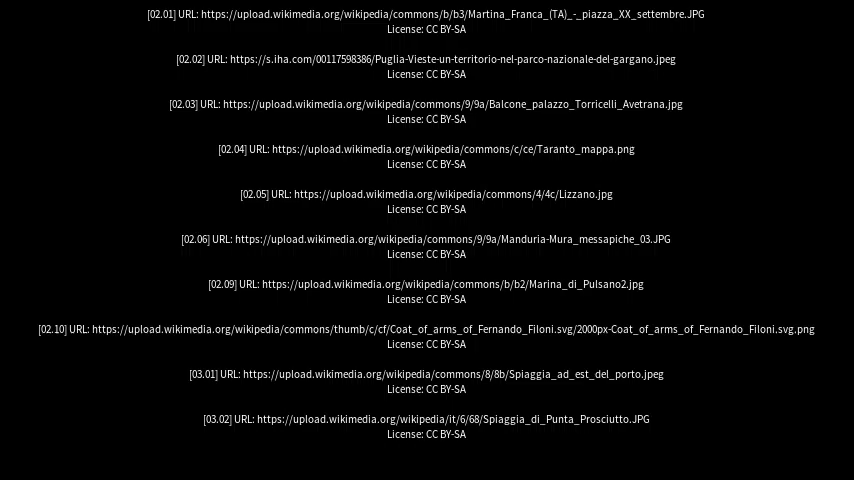 [02.01] URL: https://upload.wikimedia.org/wikipedia/commons/b/b3/Martina_Franca_(TA)_-_piazza_XX_settembre.JPG
License: CC BY-SA
[02.02] URL: https://s.iha.com/00117598386/Puglia-Vieste-un-territorio-nel-parco-nazionale-del-gargano.jpeg
License: CC BY-SA
[02.03] URL: https://upload.wikimedia.org/wikipedia/commons/9/9a/Balcone_palazzo_Torricelli_Avetrana.jpg
License: CC BY-SA
[02.04] URL: https://upload.wikimedia.org/wikipedia/commons/c/ce/Taranto_mappa.png
License: CC BY-SA
[02.05] URL: https://upload.wikimedia.org/wikipedia/commons/4/4c/Lizzano.jpg
License: CC BY-SA
[02.06] URL: https://upload.wikimedia.org/wikipedia/commons/9/9a/Manduria-Mura_messapiche_03.JPG
License: CC BY-SA
[02.09] URL: https://upload.wikimedia.org/wikipedia/commons/b/b2/Marina_di_Pulsano2.jpg
License: CC BY-SA
[02.10] URL: https://upload.wikimedia.org/wikipedia/commons/thumb/c/cf/Coat_of_arms_of_Fernando_Filoni.svg/2000px-Coat_of_arms_of_Fernando_Filoni.svg.png
License: CC BY-SA
[03.01] URL: https://upload.wikimedia.org/wikipedia/commons/8/8b/Spiaggia_ad_est_del_porto.jpeg
License: CC BY-SA
[03.02] URL: https://upload.wikimedia.org/wikipedia/it/6/68/Spiaggia_di_Punta_Prosciutto.JPG
License: CC BY-SA